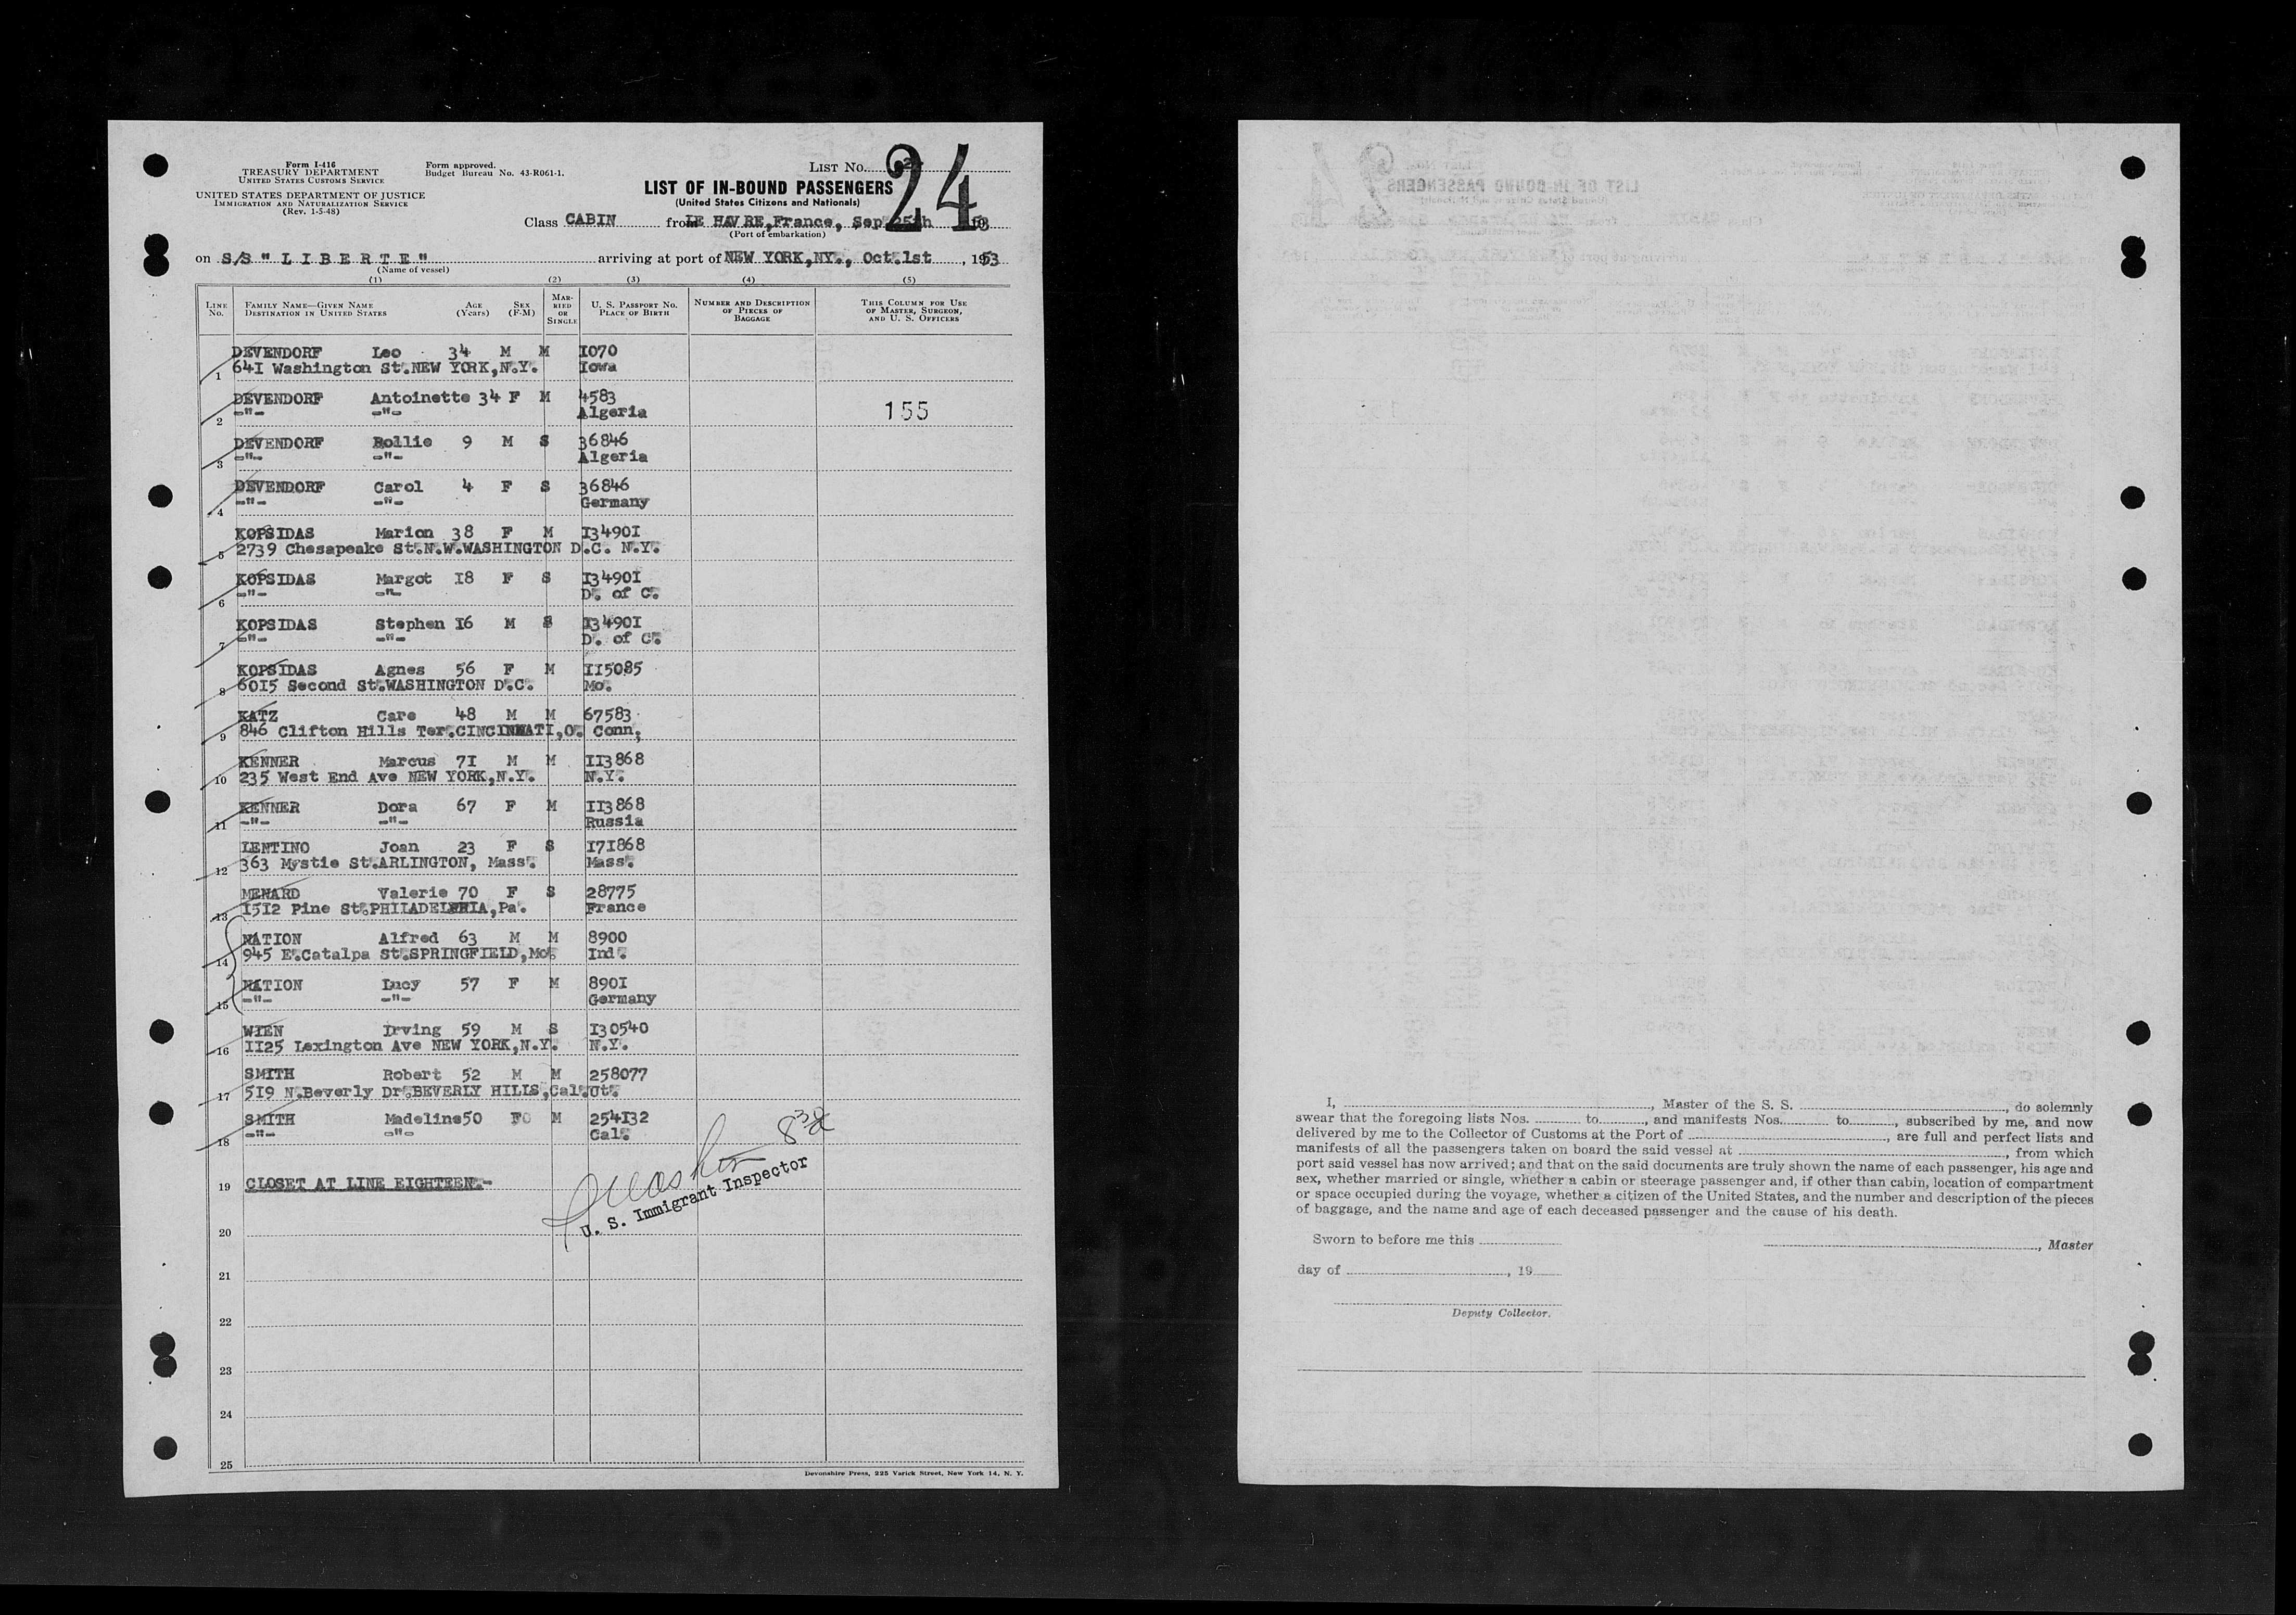 Form I-416
TREASURY DEPARTMENT
UNITED STATES CUSTOMS SERVICE
Form approved.
Budget Bureau No. 43-R061-1.
UNITED STATES DEPARTMENT OF JUSTICE
IMMIGRATION AND NATURALIZATION SERVICE
(Rev. 1-5-48)
LIST No. 24
LIST OF IN-BOUND PASSENGERS
(United States Citizens and Nationals)
Class CABIN from LE HAVRE,France, Sep.25th 1953
(Port of embarkation)
on S/S " L I B E R T E " arriving at port of NEW YORK,NY., Oct.1st , 1953
(Name of vessel)
(1) (2) (3) (4) (5)
LINE No. FAMILY NAME—GIVEN NAME DESTINATION IN UNITED STATES AGE (Years) SEX (F-M) MARRIED OR SINGLE U. S. PASSPORT No. PLACE OF BIRTH NUMBER AND DESCRIPTION OF PIECES OF BAGGAGE THIS COLUMN FOR USE OF MASTER, SURGEON, AND U. S. OFFICERS
DEVENDORF Leo 34 M M I070
1 64I Washington St.NEW YORK,N.Y. Iowa
DEVENDORF Antoinette 34 F M 4583
2 -"- -"- Algeria 155
DEVENDORF Rollie 9 M S 36846
3 -"- -"- Algeria
DEVENDORF Carol 4 F S 36846
4 -"- -"- Germany
KOPSIDAS Marion 38 F M I3490I
5 2739 Chesapeake St.N.W.WASHINGTON D.C. N.Y.
KOPSIDAS Margot I8 F S I3490I
6 -"- -"- D. of C.
KOPSIDAS Stephen I6 M S I3490I
7 -"- -"- D. of C.
KOPSIDAS Agnes 56 F M II5085
8 60I5 Second St.WASHINGTON D.C. Mo.
KATZ Care 48 M M 67583
9 846 Clifton Hills Ter.CINCINNATI,O. Conn,
KENNER Marcus 7I M M II3868
10 235 West End Ave NEW YORK,N.Y. N.Y.
KENNER Dora 67 F M II3868
11 -"- -"- Russia
LENTINO Joan 23 F S I7I868
12 363 Mystie St.ARLINGTON, Mass. Mass.
MENARD Valerie 70 F S 28775
13 I5I2 Pine St.PHILADELPHIA,Pa. France
NATION Alfred 63 M M 8900
14 945 E.Catalpa St.SPRINGFIELD,Mo. Ind.
NATION Lucy 57 F M 890I
15 -"- -"- Germany
WIEN Irving 59 M S I30540
16 II25 Lexington Ave NEW YORK,N.Y. N.Y.
SMITH Robert 52 M M 258077
17 5I9 N.Beverly Dr.BEVERLY HILLS,Cal. Ut.
SMITH Madeline 50 F M 254I32
18 -"- -"- Cal.
19 CLOSET AT LINE EIGHTEEN.-
U. S. Immigrant Inspector
20
21
22
23
24
25
Devonshire Press, 225 Varick Street, New York 14, N. Y.
I, , Master of the S. S. , do solemnly
swear that the foregoing lists Nos. to , and manifests Nos. to , subscribed by me, and now
delivered by me to the Collector of Customs at the Port of , are full and perfect lists and
manifests of all the passengers taken on board the said vessel at , from which
port said vessel has now arrived; and that on the said documents are truly shown the name of each passenger, his age and
sex, whether married or single, whether a cabin or steerage passenger and, if other than cabin, location of compartment
or space occupied during the voyage, whether a citizen of the United States, and the number and description of the pieces
of baggage, and the name and age of each deceased passenger and the cause of his death.
Sworn to before me this
, Master
day of , 19
Deputy Collector.